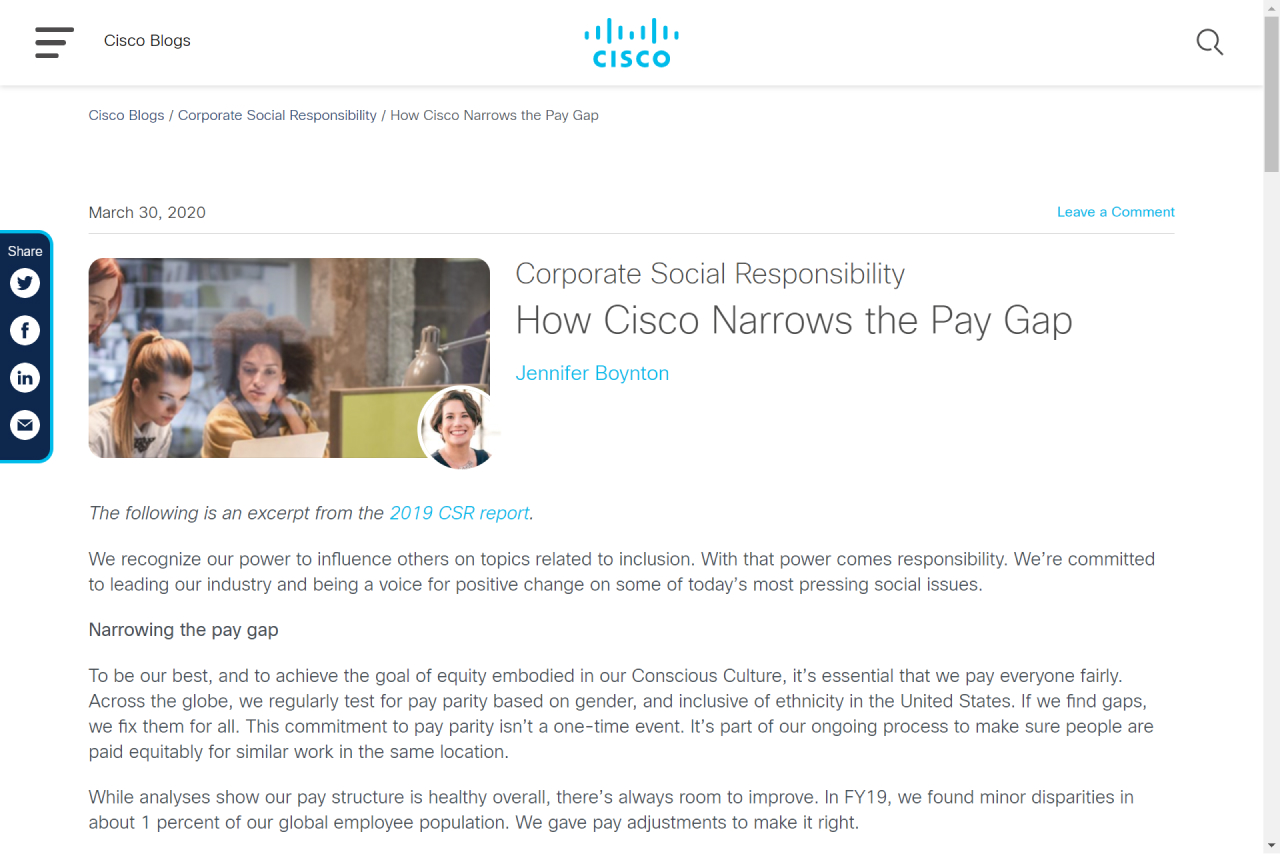 Cisco Blogs
CISCO
Cisco Blogs / Corporate Social Responsibility / How Cisco Narrows the Pay Gap
March 30, 2020
Leave a Comment
Share
Corporate Social Responsibility
How Cisco Narrows the Pay Gap
Jennifer Boynton
The following is an excerpt from the 2019 CSR report.
We recognize our power to influence others on topics related to inclusion. With that power comes responsibility. We’re committed
to leading our industry and being a voice for positive change on some of today’s most pressing social issues.
Narrowing the pay gap
To be our best, and to achieve the goal of equity embodied in our Conscious Culture, it’s essential that we pay everyone fairly.
Across the globe, we regularly test for pay parity based on gender, and inclusive of ethnicity in the United States. If we find gaps,
we fix them for all. This commitment to pay parity isn’t a one-time event. It’s part of our ongoing process to make sure people are
paid equitably for similar work in the same location.
While analyses show our pay structure is healthy overall, there’s always room to improve. In FY19, we found minor disparities in
about 1 percent of our global employee population. We gave pay adjustments to make it right.